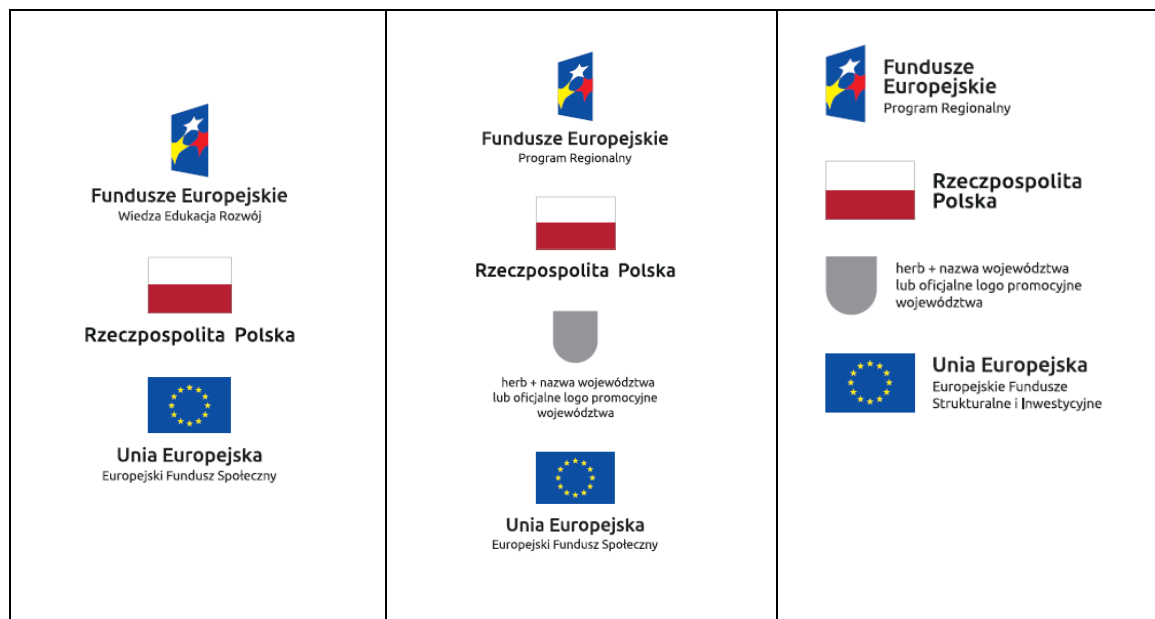 Fundusze Europejskie
Wiedza Edukacja Rozwój
Rzeczpospolita Polska
Unia Europejska
Europejski Fundusz Społeczny
Fundusze Europejskie
Program Regionalny
Rzeczpospolita Polska
herb + nazwa województwa
lub oficjalne logo promocyjne
województwa
Unia Europejska
Europejski Fundusz Społeczny
Fundusze
Europejskie
Program Regionalny
Rzeczpospolita
Polska
herb + nazwa województwa
lub oficjalne logo promocyjne
województwa
Unia Europejska
Europejskie Fundusze
Strukturalne i Inwestycyjne